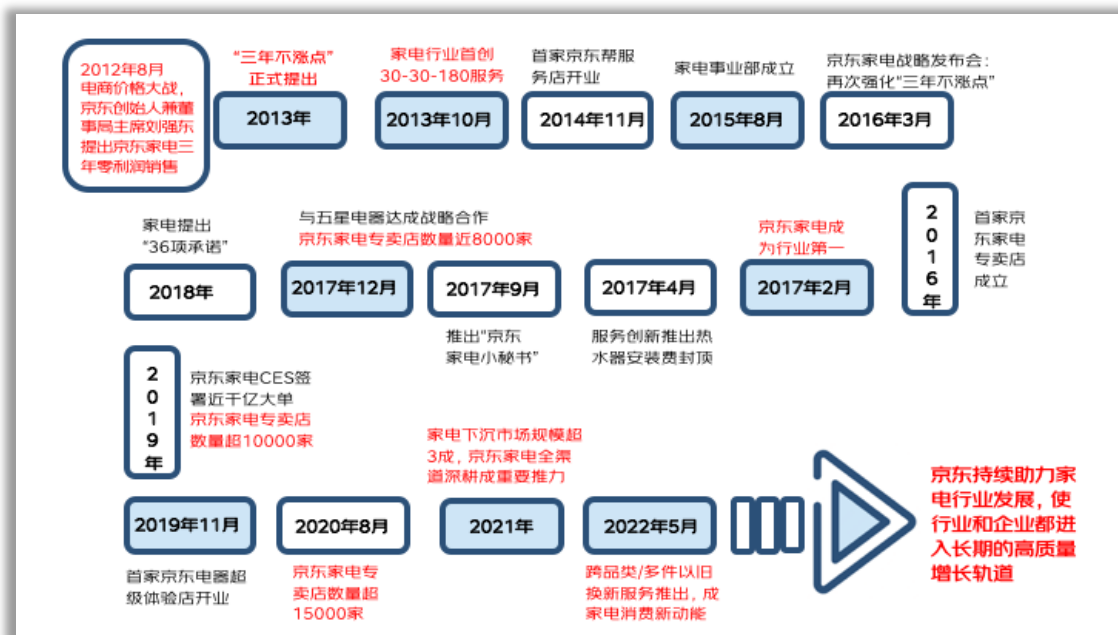 2012年8月
电商价格大战，
京东创始人兼董
事局主席刘强东
提出京东家电三
年零利润销售
“三年不涨点”
正式提出
2013年
家电行业首创
30-30-180服务
2013年10月
首家京东帮服
务店开业
2014年11月
家电事业部成立
2015年8月
京东家电战略发布会：
再次强化“三年不涨点”
2016年3月
2016年
首家京
东家电
专卖店
成立
京东家电成
为行业第一
2017年2月
2017年4月
服务创新推出热
水器安装费封顶
2017年9月
推出“京东
家电小秘书”
与五星电器达成战略合作
京东家电专卖店数量近8000家
2017年12月
家电提出
“36项承诺”
2018年
2019年
京东家电CES签
署近千亿大单
京东家电专卖店
数量超10000家
2019年11月
首家京东电器超
级体验店开业
2020年8月
京东家电专
卖店数量超
15000家
家电下沉市场规模超
3成，京东家电全渠
道深耕成重要推力
2021年
2022年5月
跨品类/多件以旧
换新服务推出，成
家电消费新动能
京东持续助力家
电行业发展，使
行业和企业都进
入长期的高质量
增长轨道